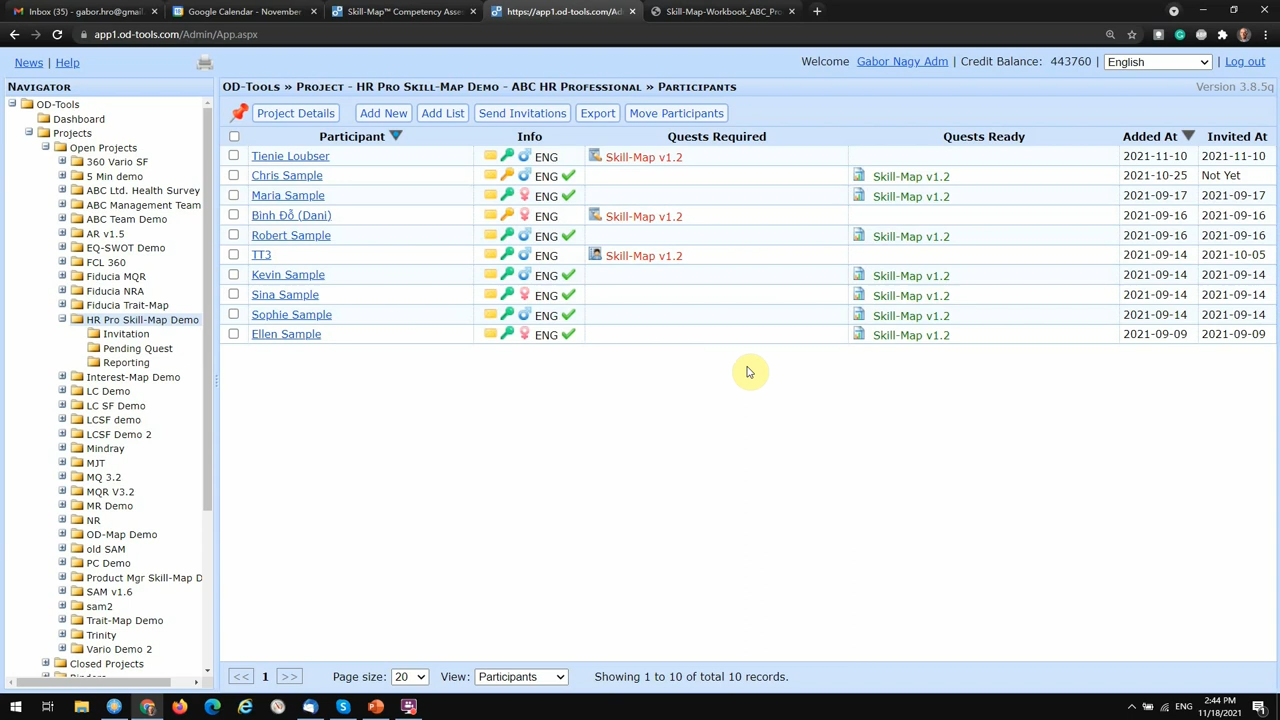 Inbox (35) - gabor.hro@gmail
Google Calendar - November
Skill-Map™ Competency Asse
https://app1.od-tools.com/Adm
Skill-Map-Workbook_ABC_Pro
app1.od-tools.com/Admin/App.aspx
News | Help
Welcome Gabor Nagy Adm | Credit Balance: 443760 | English | Log out
NAVIGATOR
OD-TOOLS » PROJECT - HR PRO SKILL-MAP DEMO - ABC HR PROFESSIONAL » PARTICIPANTS
Version 3.8.5q
Project Details Add New Add List Send Invitations Export Move Participants
OD-Tools
Dashboard
Projects
Open Projects
360 Vario SF
5 Min demo
ABC Ltd. Health Survey
ABC Management Team
ABC Team Demo
AR v1.5
EQ-SWOT Demo
FCL 360
Fiducia MQR
Fiducia NRA
Fiducia Trait-Map
HR Pro Skill-Map Demo
Invitation
Pending Quest
Reporting
Interest-Map Demo
LC Demo
LC SF Demo
LCSF demo
LCSF Demo 2
Mindray
MJT
MQ 3.2
MQR V3.2
MR Demo
NR
OD-Map Demo
old SAM
PC Demo
Product Mgr Skill-Map D
SAM v1.6
sam2
Trait-Map Demo
Trinity
Vario Demo 2
Closed Projects
Participant Info Quests Required Quests Ready Added At Invited At
Tienie Loubser ENG Skill-Map v1.2 2021-11-10 2021-11-10
Chris Sample ENG Skill-Map v1.2 2021-10-25 Not Yet
Maria Sample ENG Skill-Map v1.2 2021-09-17 2021-09-17
Bình Đỗ (Dani) ENG Skill-Map v1.2 2021-09-16 2021-09-16
Robert Sample ENG Skill-Map v1.2 2021-09-16 2021-09-16
TT3 ENG Skill-Map v1.2 2021-09-14 2021-10-05
Kevin Sample ENG Skill-Map v1.2 2021-09-14 2021-09-14
Sina Sample ENG Skill-Map v1.2 2021-09-14 2021-09-14
Sophie Sample ENG Skill-Map v1.2 2021-09-14 2021-09-14
Ellen Sample ENG Skill-Map v1.2 2021-09-09 2021-09-09
<< 1 >> Page size: 20 View: Participants Showing 1 to 10 of total 10 records.
ENG
2:44 PM
11/18/2021